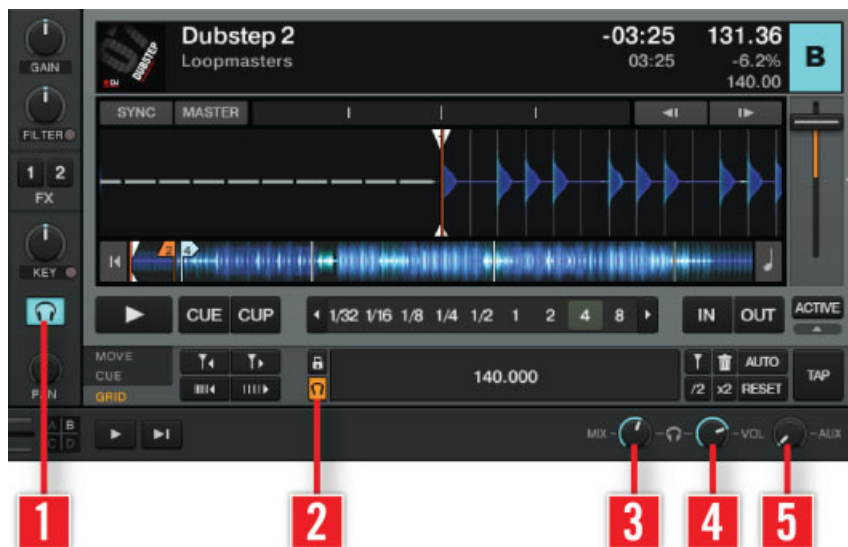 GAIN
FILTER
1 2
FX
KEY
PAN
DUBSTEP
Dubstep 2
Loopmasters
-03:25 131.36
03:25 -6.2%
140.00
B
SYNC MASTER
2 4
CUE CUP
1/32 1/16 1/8 1/4 1/2 1 2 4 8
IN OUT
ACTIVE
MOVE
CUE
GRID
140.000
AUTO
/2 x2 RESET
TAP
A B
C D
MIX VOL AUX
1 2 3 4 5